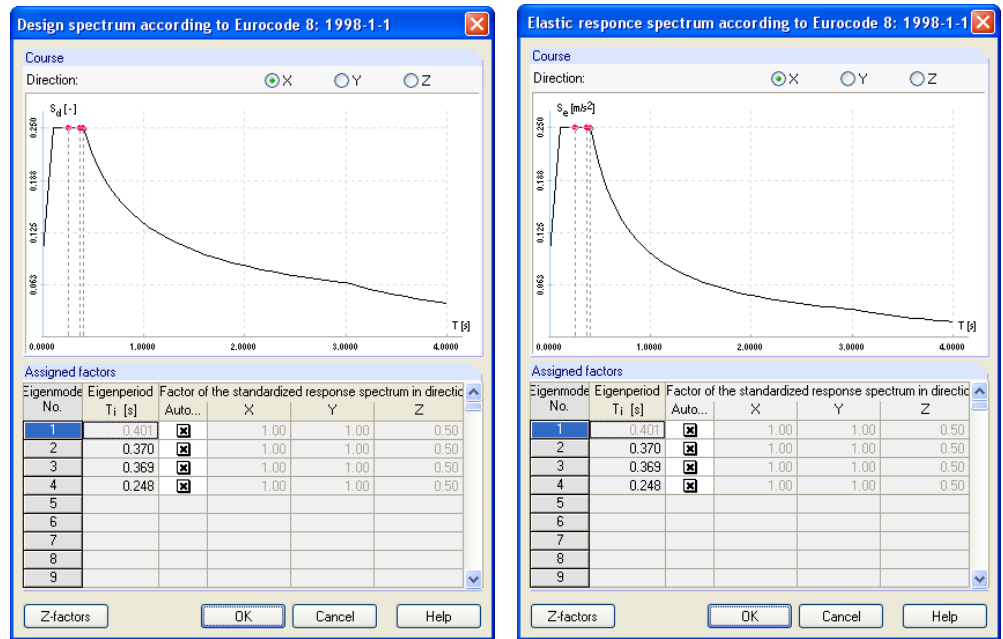 Design spectrum according to Eurocode 8: 1998-1-1
Course
Direction:
X
Y
Z
Sd [-]
0.250
0.188
0.125
0.063
T [s]
0.0000 1.0000 2.0000 3.0000 4.0000
Assigned factors
Eigenmode Eigenperiod Factor of the standardized response spectrum in directic
No. Ti [s] Auto... X Y Z
1 0.401 1.00 1.00 0.50
2 0.370 1.00 1.00 0.50
3 0.369 1.00 1.00 0.50
4 0.248 1.00 1.00 0.50
5
6
7
8
9
Z-factors OK Cancel Help
Elastic responce spectrum according to Eurocode 8: 1998-1-1
Course
Direction:
X
Y
Z
Se [m/s2]
0.250
0.188
0.125
0.063
T [s]
0.0000 1.0000 2.0000 3.0000 4.0000
Assigned factors
Eigenmode Eigenperiod Factor of the standardized response spectrum in directic
No. Ti [s] Auto... X Y Z
1 0.401 1.00 1.00 0.50
2 0.370 1.00 1.00 0.50
3 0.369 1.00 1.00 0.50
4 0.248 1.00 1.00 0.50
5
6
7
8
9
Z-factors OK Cancel Help